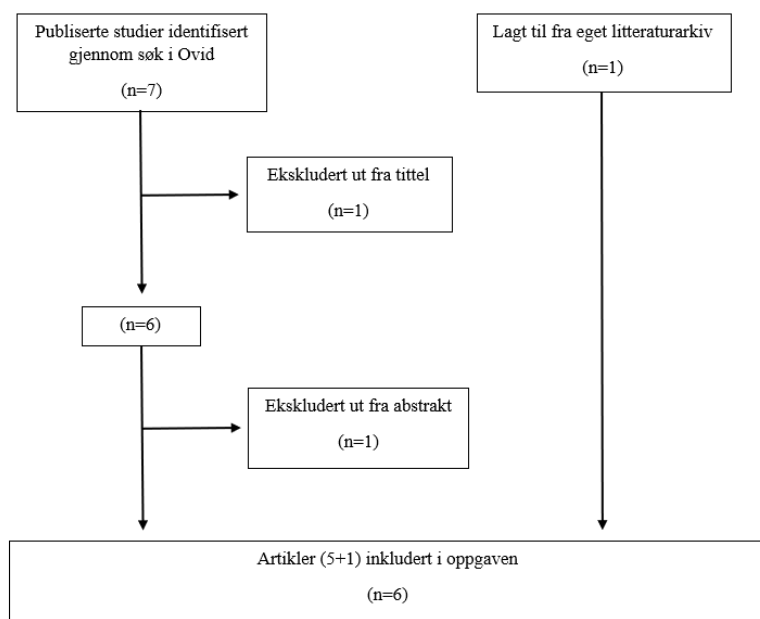 Publiserte studier identifisert
gjennom søk i Ovid
(n=7)
Lagt til fra eget litteraturarkiv
(n=1)
Ekskludert ut fra tittel
(n=1)
(n=6)
Ekskludert ut fra abstrakt
(n=1)
Artikler (5+1) inkludert i oppgaven
(n=6)